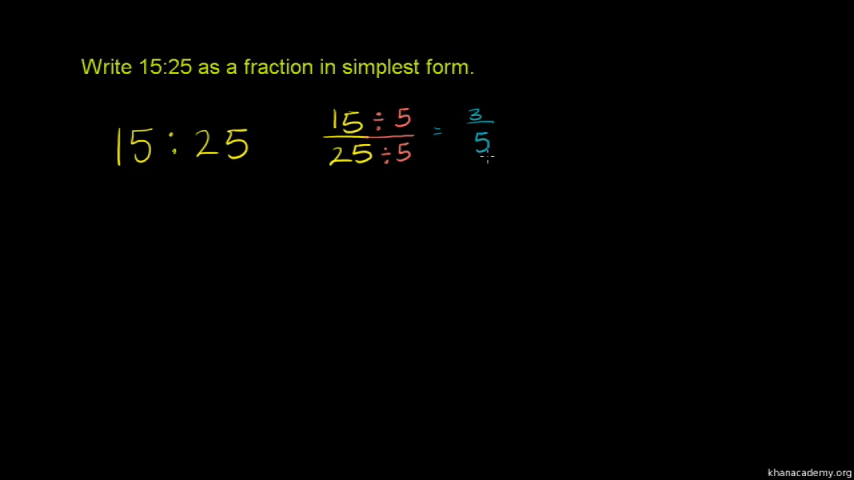 Write 15:25 as a fraction in simplest form.
15 : 25
15 ÷ 5
25 ÷ 5
=
3
5
khanacademy.org